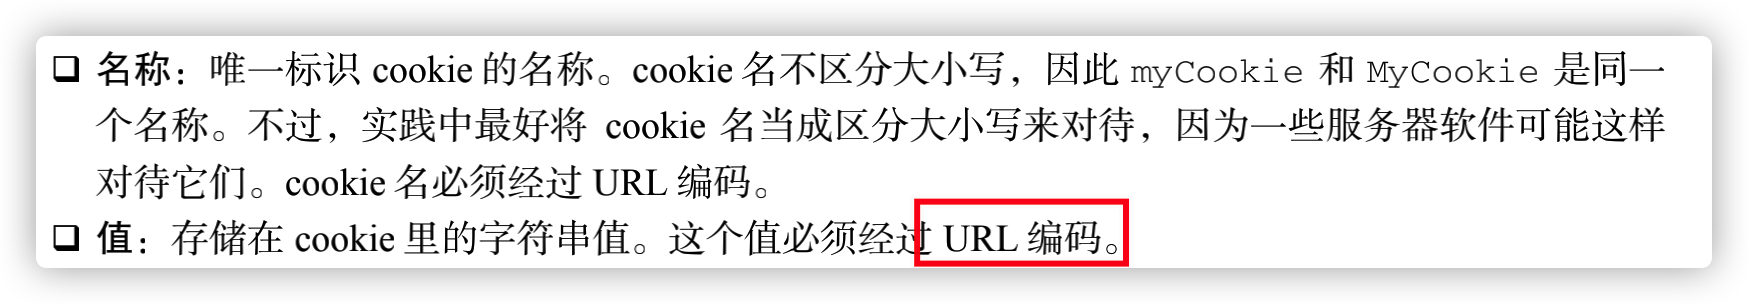 ❑ 名称：唯一标识 cookie 的名称。cookie 名不区分大小写，因此 myCookie 和 MyCookie 是同一
个名称。不过，实践中最好将 cookie 名当成区分大小写来对待，因为一些服务器软件可能这样
对待它们。cookie 名必须经过 URL 编码。
❑ 值：存储在 cookie 里的字符串值。这个值必须经过 URL 编码。